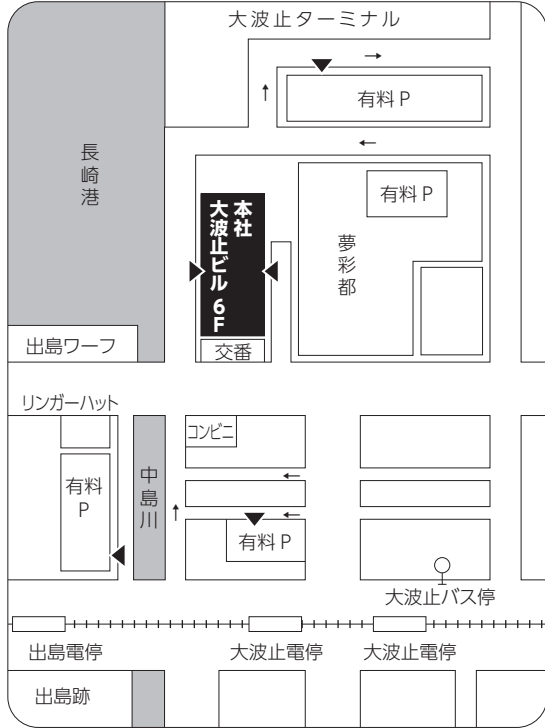 大波止ターミナル
有料 P
長崎港
有料 P
本社
大波止ビル 6F
夢彩都
出島ワーフ
交番
リンガーハット
コンビニ
有料
P
中島川
有料 P
大波止バス停
出島電停
大波止電停
大波止電停
出島跡